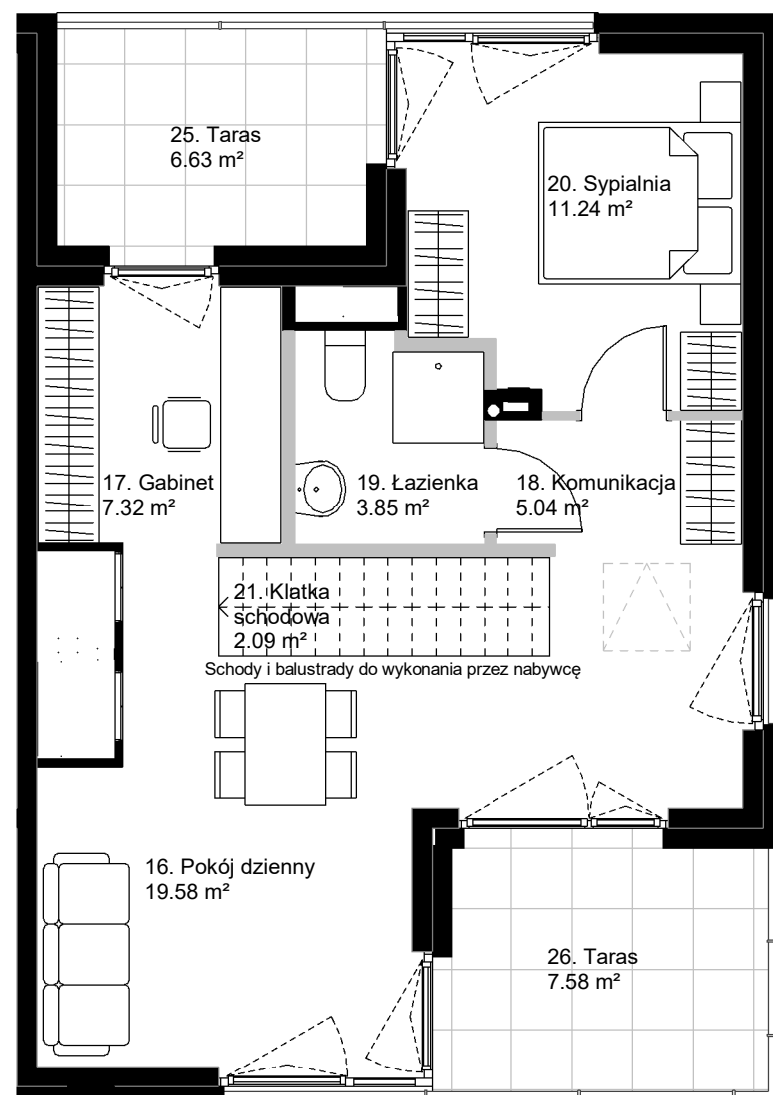 25. Taras
6.63 m²
20. Sypialnia
11.24 m²
17. Gabinet
7.32 m²
19. Łazienka
3.85 m²
18. Komunikacja
5.04 m²
21. Klatka
schodowa
2.09 m²
Schody i balustrady do wykonania przez nabywcę
16. Pokój dzienny
19.58 m²
26. Taras
7.58 m²